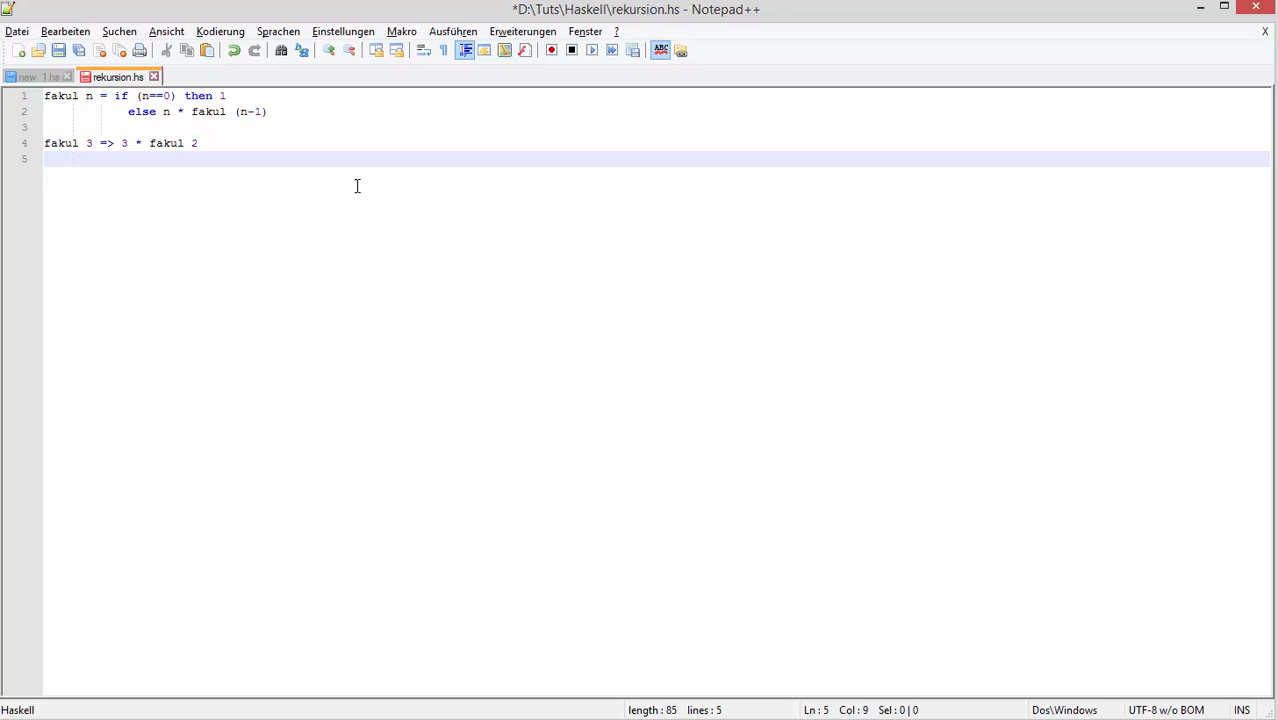 *D:\Tuts\Haskell\rekursion.hs - Notepad++
Datei Bearbeiten Suchen Ansicht Kodierung Sprachen Einstellungen Makro Ausführen Erweiterungen Fenster ? X
ABC
new 1.hs rekursion.hs
1 fakul n = if (n==0) then 1
2 else n * fakul (n-1)
3
4 fakul 3 => 3 * fakul 2
5
Haskell length : 85 lines : 5 Ln : 5 Col : 9 Sel : 0 | 0 Dos\Windows UTF-8 w/o BOM INS